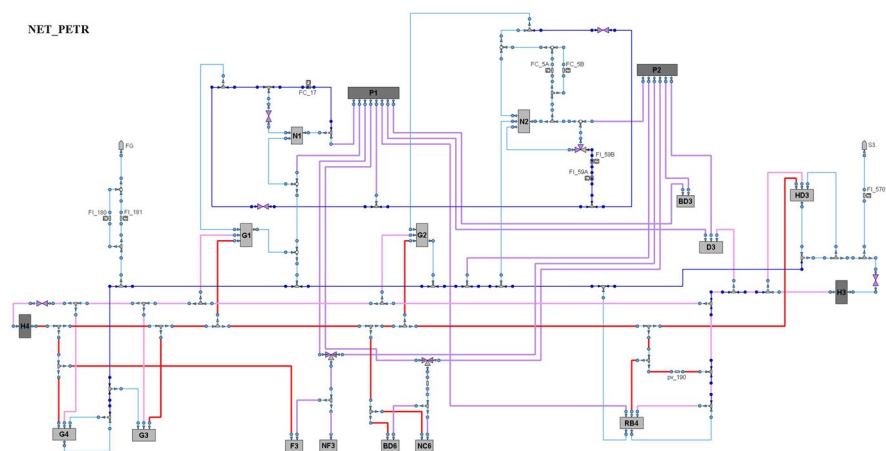 NET_PETR
FC_5A
FC_5B
P2
FC_17
P1
N2
N1
FG
S3
FI_59B
FI_59A
FI_570
HD3
BD3
FI_180
FI_181
G1
G2
D3
H3
H4
pv_190
RB4
G4
G3
F3
NF3
BD6
NC6